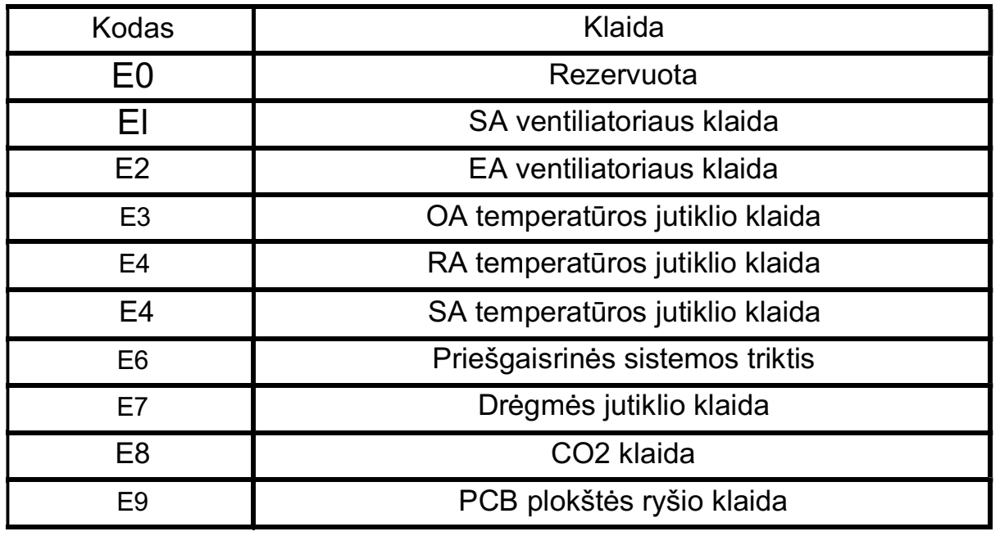 Kodas Klaida
E0 Rezervuota
El SA ventiliatoriaus klaida
E2 EA ventiliatoriaus klaida
E3 OA temperatūros jutiklio klaida
E4 RA temperatūros jutiklio klaida
E4 SA temperatūros jutiklio klaida
E6 Priešgaisrinės sistemos triktis
E7 Drėgmės jutiklio klaida
E8 CO2 klaida
E9 PCB plokštės ryšio klaida